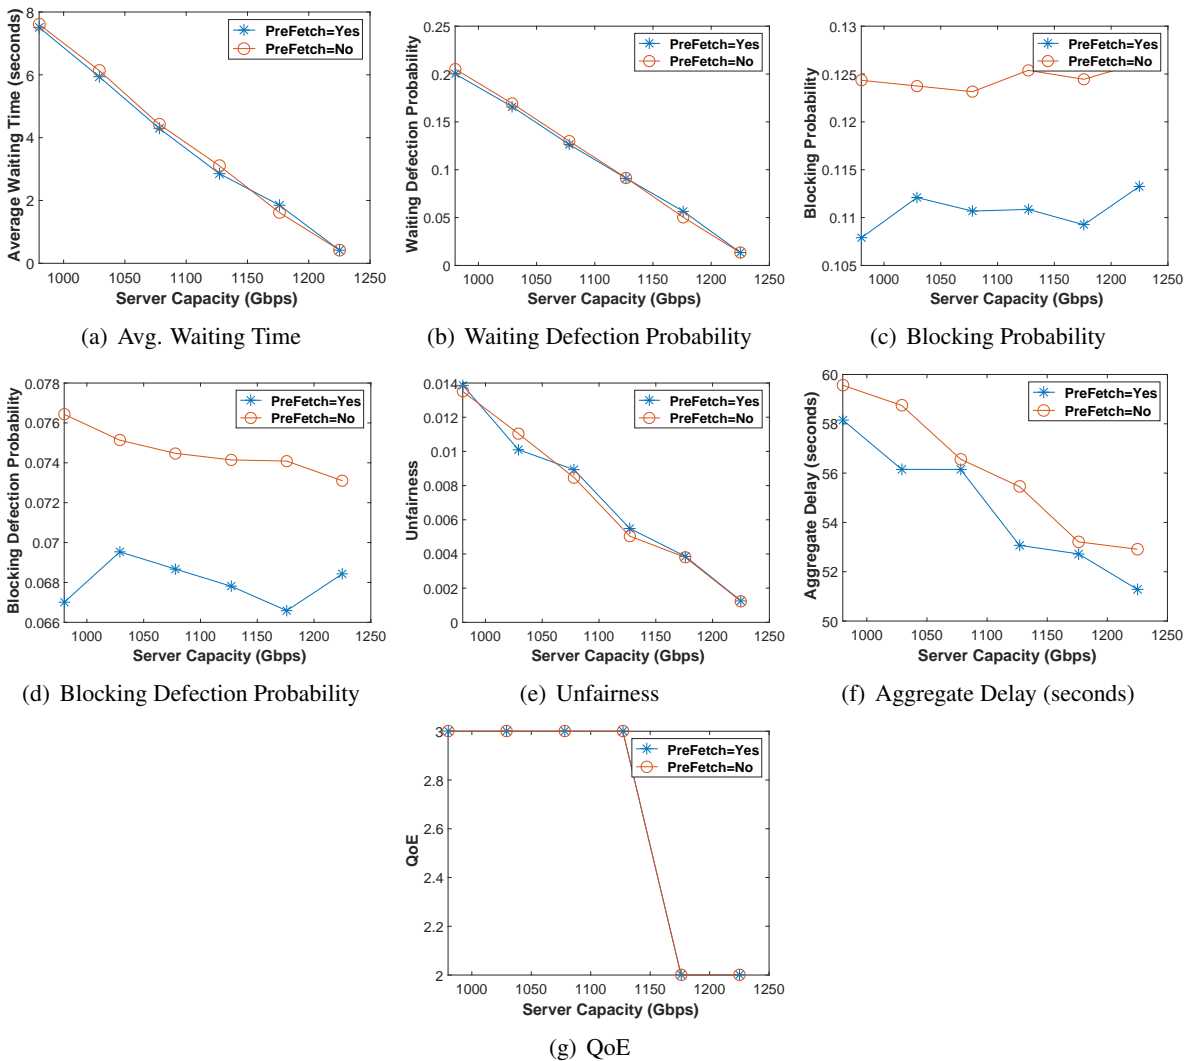 8
6
4
2
0
Average Waiting Time (seconds)
PreFetch=Yes
PreFetch=No
1000 1050 1100 1150 1200 1250
Server Capacity (Gbps)
(a) Avg. Waiting Time
0.25
0.2
0.15
0.1
0.05
0
Waiting Defection Probability
PreFetch=Yes
PreFetch=No
1000 1050 1100 1150 1200 1250
Server Capacity (Gbps)
(b) Waiting Defection Probability
0.13
0.125
0.12
0.115
0.11
0.105
Blocking Probability
PreFetch=Yes
PreFetch=No
1000 1050 1100 1150 1200 1250
Server Capacity (Gbps)
(c) Blocking Probability
0.078
0.076
0.074
0.072
0.07
0.068
0.066
Blocking Defection Probability
PreFetch=Yes
PreFetch=No
1000 1050 1100 1150 1200 1250
Server Capacity (Gbps)
(d) Blocking Defection Probability
0.014
0.012
0.01
0.008
0.006
0.004
0.002
0
Unfairness
PreFetch=Yes
PreFetch=No
1000 1050 1100 1150 1200 1250
Server Capacity (Gbps)
(e) Unfairness
60
58
56
54
52
50
Aggregate Delay (seconds)
PreFetch=Yes
PreFetch=No
1000 1050 1100 1150 1200 1250
Server Capacity (Gbps)
(f) Aggregate Delay (seconds)
3
2.8
2.6
2.4
2.2
2
QoE
PreFetch=Yes
PreFetch=No
1000 1050 1100 1150 1200 1250
Server Capacity (Gbps)
(g) QoE